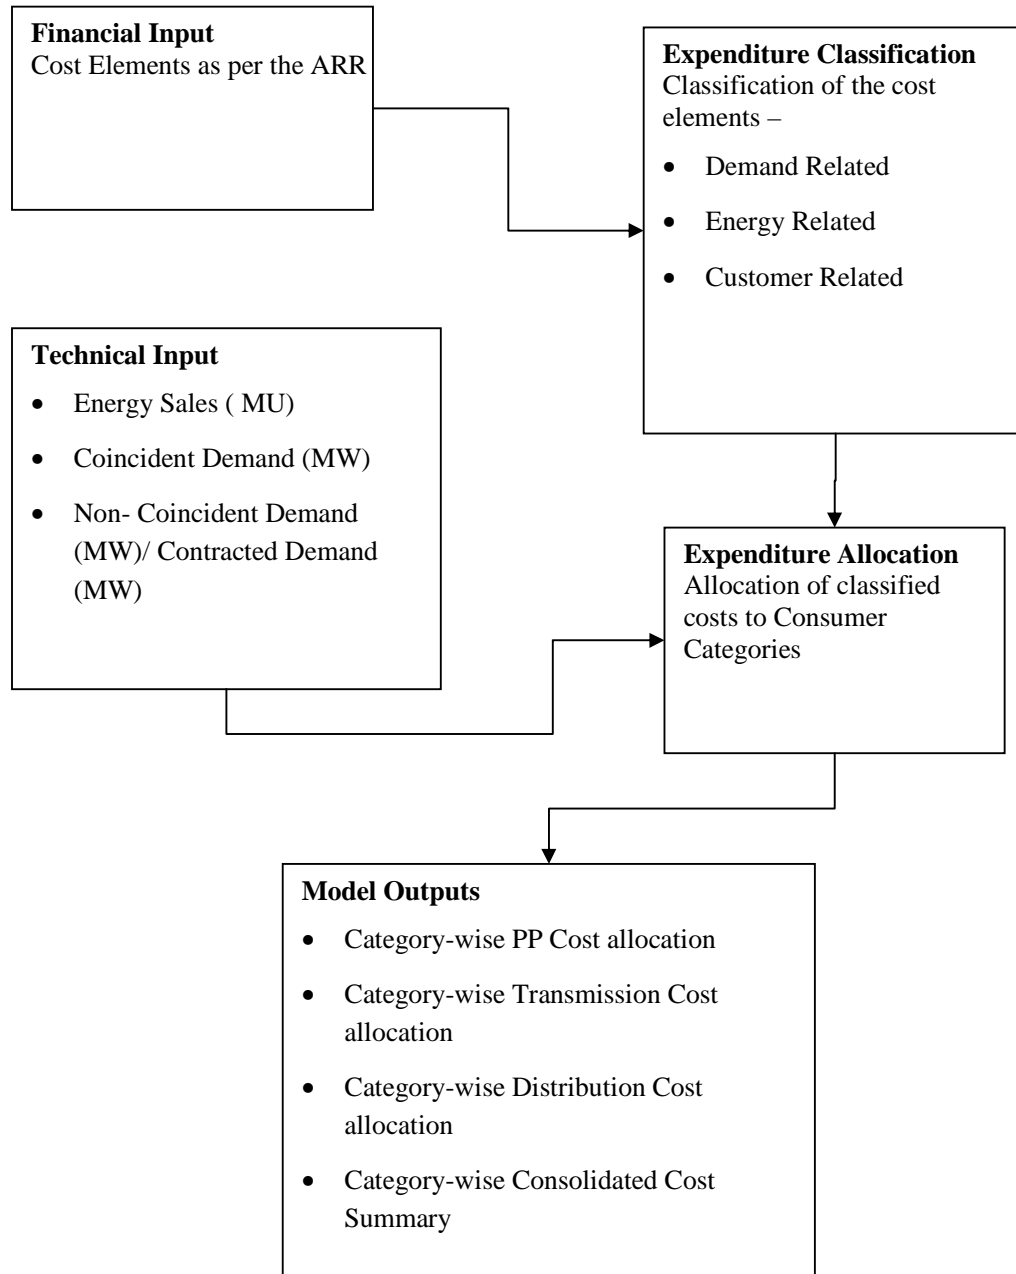 Financial Input
Cost Elements as per the ARR
Expenditure Classification
Classification of the cost
elements –
• Demand Related
• Energy Related
• Customer Related
Technical Input
• Energy Sales ( MU)
• Coincident Demand (MW)
• Non- Coincident Demand
(MW)/ Contracted Demand
(MW)
Expenditure Allocation
Allocation of classified
costs to Consumer
Categories
Model Outputs
• Category-wise PP Cost allocation
• Category-wise Transmission Cost
allocation
• Category-wise Distribution Cost
allocation
• Category-wise Consolidated Cost
Summary